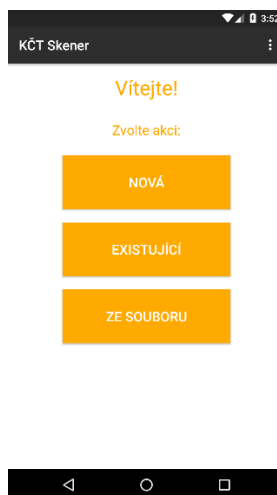 3:52
KČT Skener
Vítejte!
Zvolte akci:
NOVÁ
EXISTUJÍCÍ
ZE SOUBORU